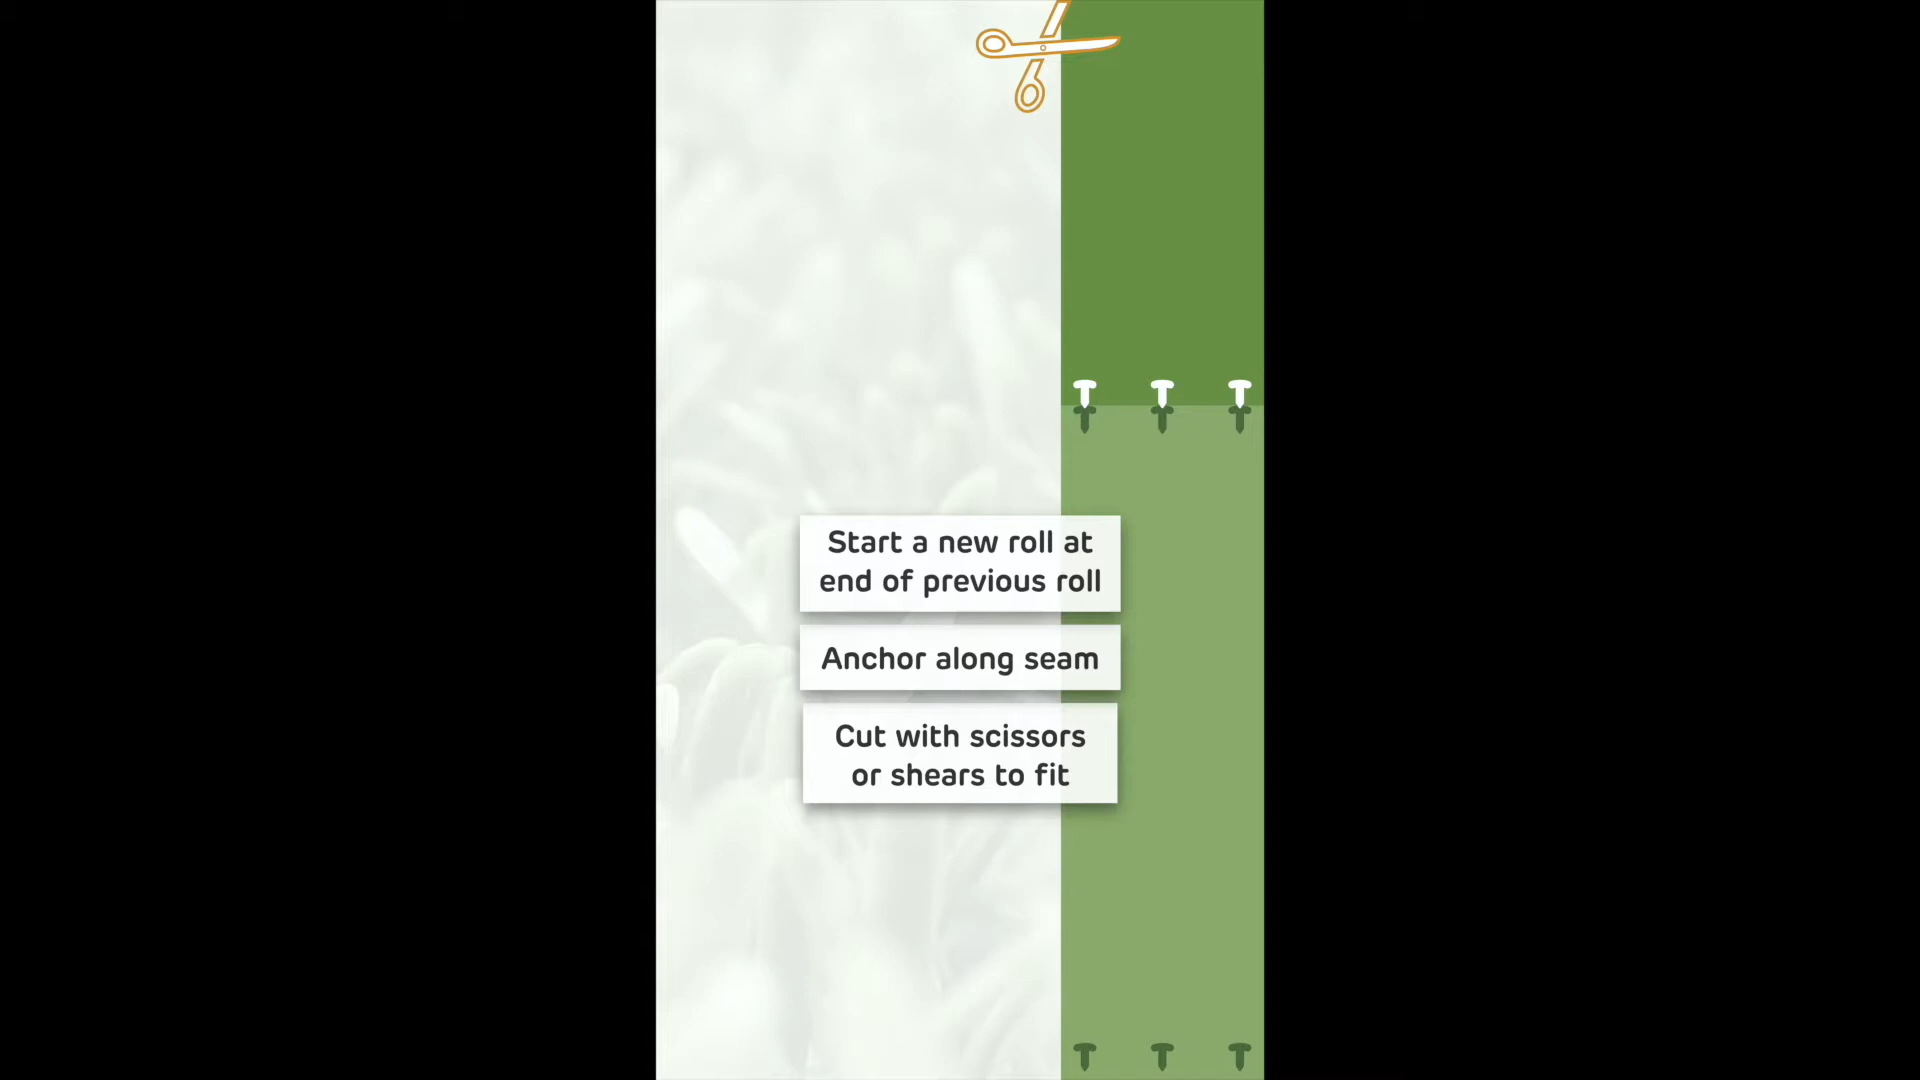 Start a new roll at
end of previous roll
Anchor along seam
Cut with scissors
or shears to fit